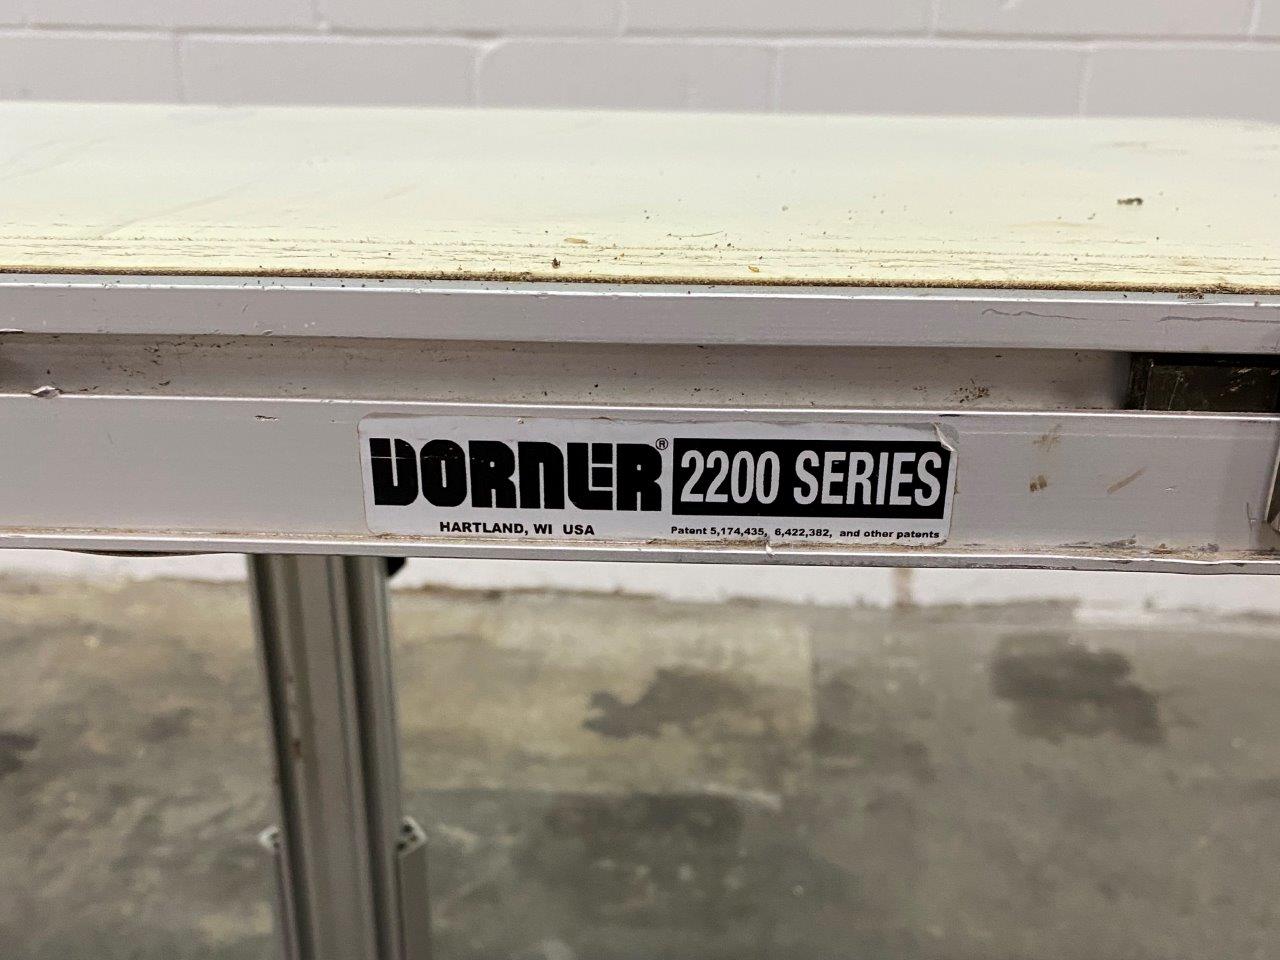 DORNER® 2200 SERIES
HARTLAND, WI USA Patent 5,174,435, 6,422,382, and other patents